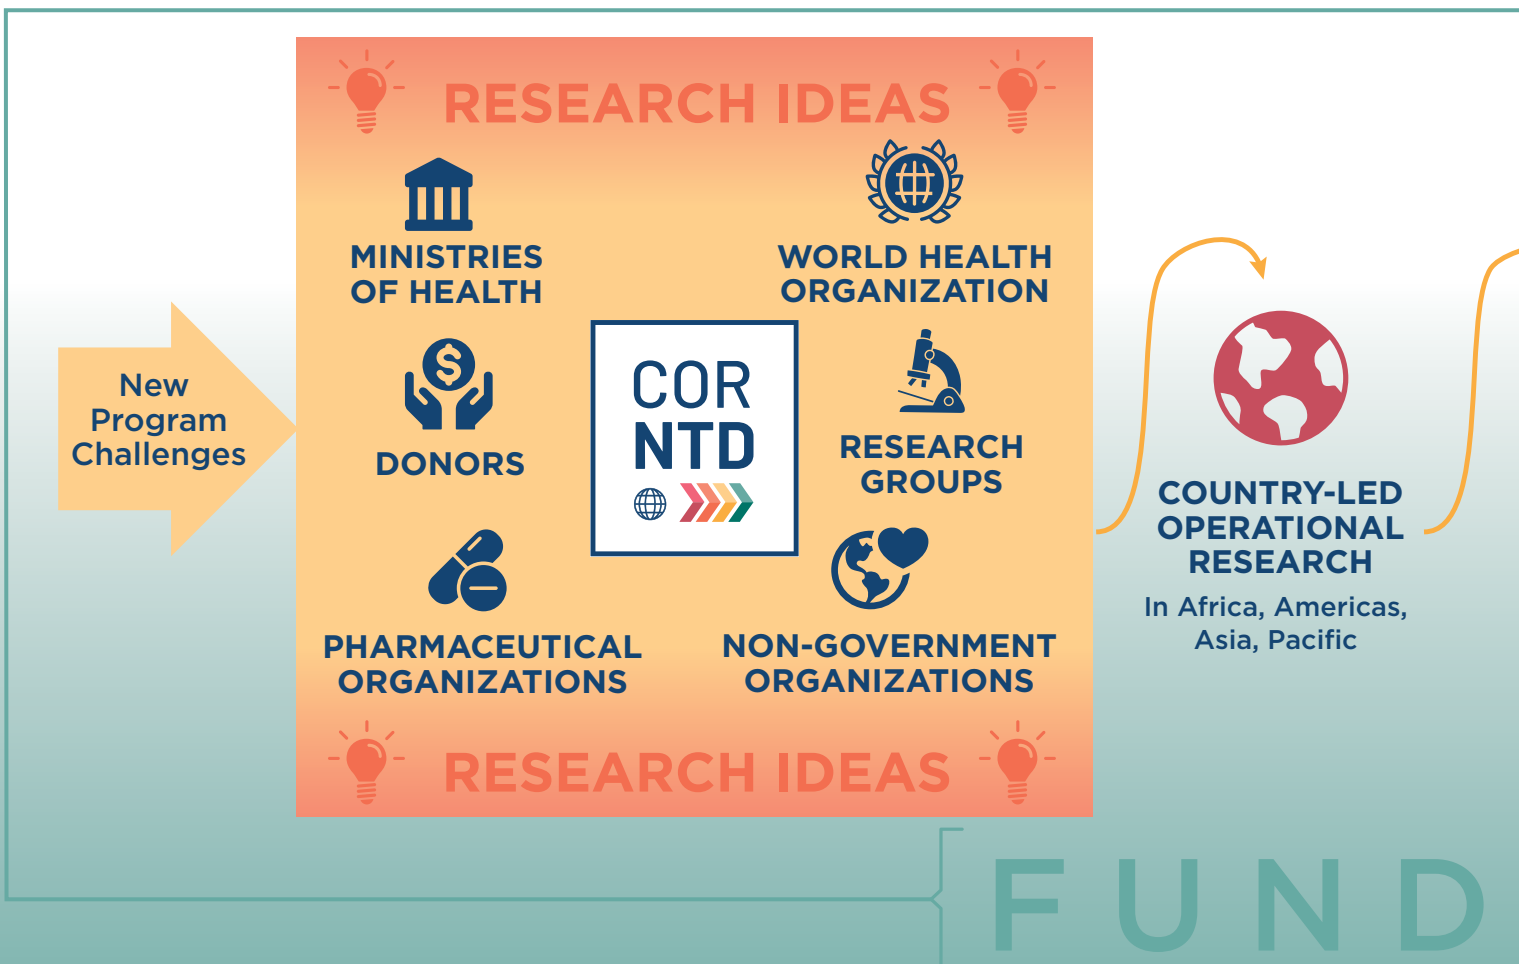 RESEARCH IDEAS
MINISTRIES
OF HEALTH
WORLD HEALTH
ORGANIZATION
New
Program
Challenges
DONORS
COR
NTD
RESEARCH
GROUPS
PHARMACEUTICAL
ORGANIZATIONS
NON-GOVERNMENT
ORGANIZATIONS
RESEARCH IDEAS
COUNTRY-LED
OPERATIONAL
RESEARCH
In Africa, Americas,
Asia, Pacific
FUND